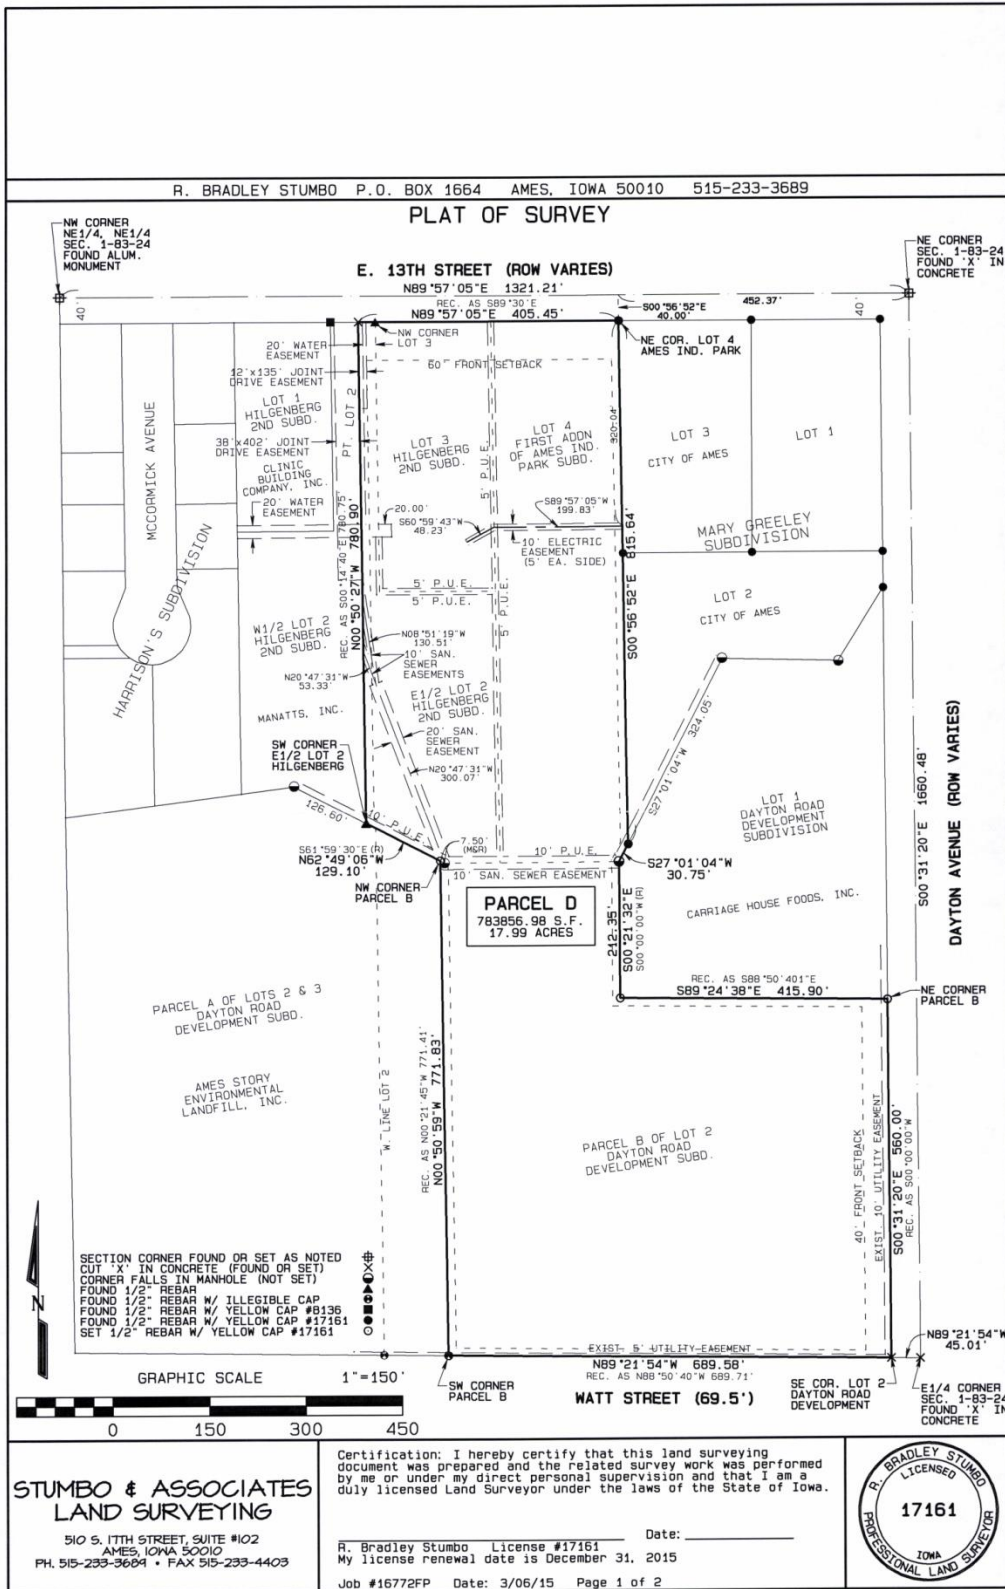 R. BRADLEY STUMBO P.O. BOX 1664 AMES, IOWA 50010 515-233-3689
PLAT OF SURVEY
NW CORNER
NE1/4, NE1/4
SEC. 1-83-24
FOUND ALUM.
MONUMENT
NE CORNER
SEC. 1-83-24
FOUND 'X' IN
CONCRETE
E. 13TH STREET (ROW VARIES)
N89°57'05"E 1321.21'
REC. AS S89°30'E
N89°57'05"E 405.45'
S00°56'52"E
40.00'
452.37'
40'
40'
NW CORNER
LOT 3
NE COR. LOT 4
AMES IND. PARK
20' WATER
EASEMENT
12'x135' JOINT
DRIVE EASEMENT
60' FRONT SETBACK
LOT 1
HILGENBERG
2ND SUBD.
PT. LOT 2
38'x402' JOINT
DRIVE EASEMENT
CLINIC
BUILDING
COMPANY, INC.
20' WATER
EASEMENT
LOT 3
HILGENBERG
2ND SUBD.
5' P.U.E.
LOT 4
FIRST ADDN
OF AMES IND.
PARK SUBD.
320.04'
LOT 3
CITY OF AMES
LOT 1
MCCORMICK AVENUE
HARRISON'S SUBDIVISION
20.00'
S60°59'43"W
48.23'
S89°57'05"W
199.83'
10' ELECTRIC
EASEMENT
(5' EA. SIDE)
MARY GREELEY
SUBDIVISION
REC. AS S00°14'40"E 780.75'
N00°50'27"W 780.90'
S00°56'52"E 815.64'
5' P.U.E.
5' P.U.E.
5' P.U.E.
LOT 2
CITY OF AMES
W1/2 LOT 2
HILGENBERG
2ND SUBD.
N08°51'19"W
130.51'
10' SAN.
SEWER
EASEMENTS
N20°47'31"W
53.33'
E1/2 LOT 2
HILGENBERG
2ND SUBD.
MANATTS, INC.
20' SAN.
SEWER
EASEMENT
N20°47'31"W
300.07'
SW CORNER
E1/2 LOT 2
HILGENBERG
S27°01'04"W 324.05'
LOT 1
DAYTON ROAD
DEVELOPMENT
SUBDIVISION
S00°31'20"E 1660.48'
DAYTON AVENUE (ROW VARIES)
126.60'
10' P.U.E.
S61°59'30"E (R)
N62°49'06"W
129.10'
7.50'
(M&R)
10' P.U.E.
10' SAN. SEWER EASEMENT
S27°01'04"W
30.75'
NW CORNER
PARCEL B
PARCEL D
783856.98 S.F.
17.99 ACRES
212.35'
S00°21'32"E
S00°00'00"W (R)
CARRIAGE HOUSE FOODS, INC.
REC. AS S88°50'401"E
S89°24'38"E 415.90'
NE CORNER
PARCEL B
PARCEL A OF LOTS 2 & 3
DAYTON ROAD
DEVELOPMENT SUBD.
AMES STORY
ENVIRONMENTAL
LANDFILL, INC.
W. LINE LOT 2
REC. AS N00°21'45"W 771.41'
N00°50'59"W 771.83'
PARCEL B OF LOT 2
DAYTON ROAD
DEVELOPMENT SUBD.
40' FRONT SETBACK
EXIST. 10' UTILITY EASEMENT
S00°31'20"E 560.00'
REC. AS S00°00'00"W
SECTION CORNER FOUND OR SET AS NOTED
CUT 'X' IN CONCRETE (FOUND OR SET)
CORNER FALLS IN MANHOLE (NOT SET)
FOUND 1/2" REBAR
FOUND 1/2" REBAR W/ ILLEGIBLE CAP
FOUND 1/2" REBAR W/ YELLOW CAP #8136
FOUND 1/2" REBAR W/ YELLOW CAP #17161
SET 1/2" REBAR W/ YELLOW CAP #17161
N
EXIST. 5' UTILITY EASEMENT
N89°21'54"W 689.58'
REC. AS N88°50'40"W 689.71'
N89°21'54"W
45.01'
GRAPHIC SCALE 1"=150'
0 150 300 450
SW CORNER
PARCEL B
WATT STREET (69.5')
SE COR. LOT 2
DAYTON ROAD
DEVELOPMENT
E1/4 CORNER
SEC. 1-83-24
FOUND 'X' IN
CONCRETE
STUMBO & ASSOCIATES
LAND SURVEYING
510 S. 17TH STREET, SUITE #102
AMES, IOWA 50010
PH. 515-233-3689 • FAX 515-233-4403
Certification: I hereby certify that this land surveying
document was prepared and the related survey work was performed
by me or under my direct personal supervision and that I am a
duly licensed Land Surveyor under the laws of the State of Iowa.
Date:
R. Bradley Stumbo License #17161
My license renewal date is December 31, 2015
Job #16772FP Date: 3/06/15 Page 1 of 2
R. BRADLEY STUMBO
LICENSED
17161
IOWA
PROFESSIONAL LAND SURVEYOR